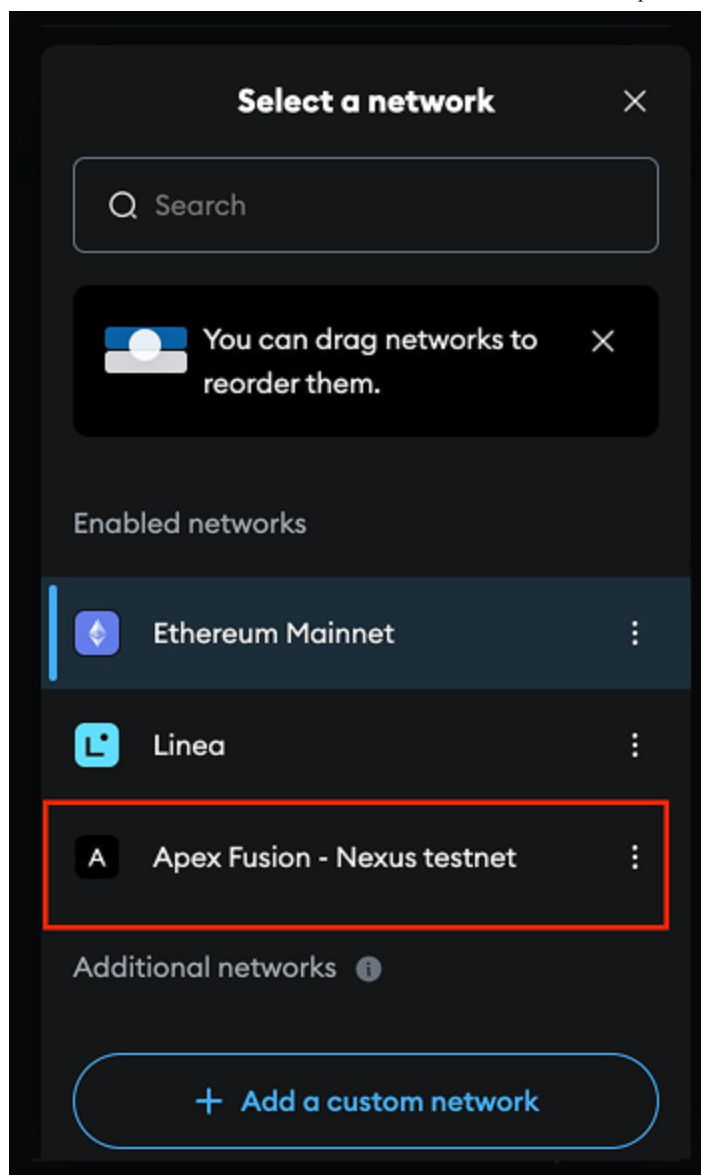 Select a network
Search
You can drag networks to
reorder them.
Enabled networks
Ethereum Mainnet
L
Linea
A
Apex Fusion - Nexus testnet
Additional networks
+ Add a custom network